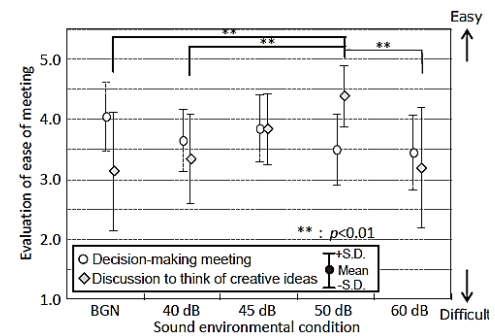 Easy
**
**
**
5.0
4.0
3.0
2.0
1.0
Evaluation of ease of meeting
** : p<0.01
Decision-making meeting
Discussion to think of creative ideas
+S.D.
Mean
-S.D.
BGN 40 dB 45 dB 50 dB 60 dB
Difficult
Sound environmental condition